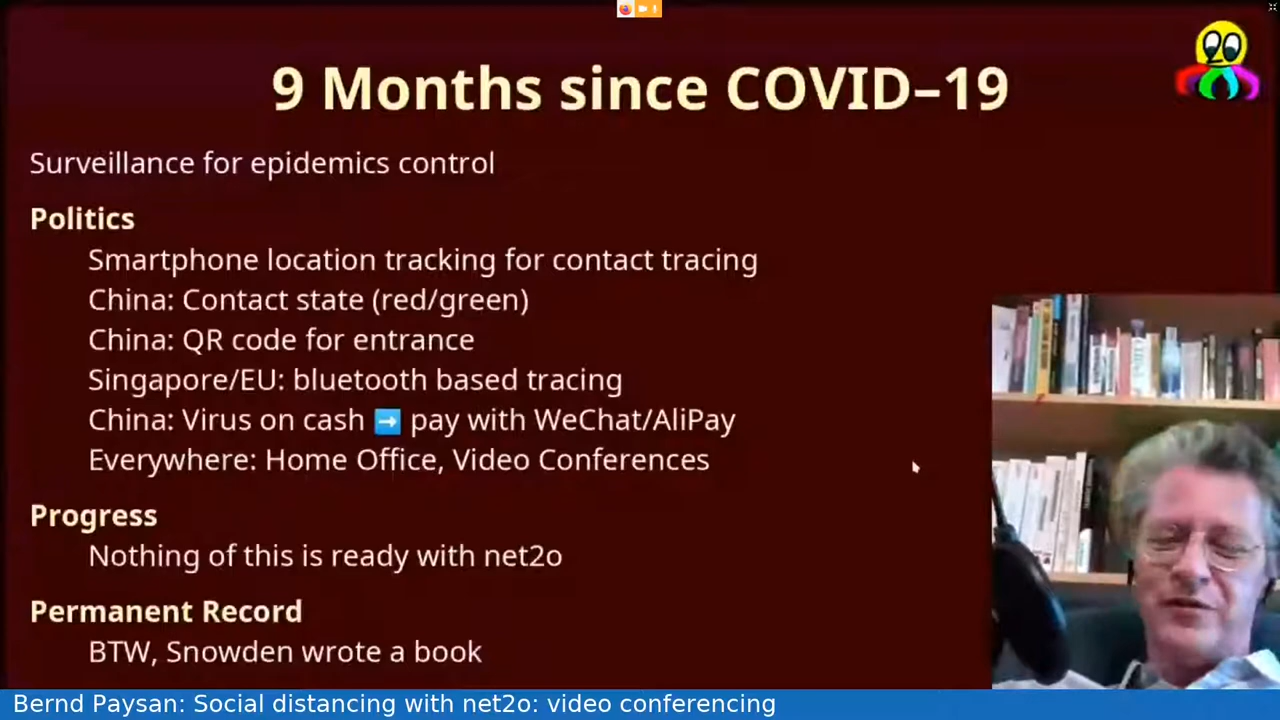 9 Months since COVID–19
Surveillance for epidemics control
Politics
Smartphone location tracking for contact tracing
China: Contact state (red/green)
China: QR code for entrance
Singapore/EU: bluetooth based tracing
China: Virus on cash ➡ pay with WeChat/AliPay
Everywhere: Home Office, Video Conferences
Progress
Nothing of this is ready with net2o
Permanent Record
BTW, Snowden wrote a book
Bernd Paysan: Social distancing with net2o: video conferencing